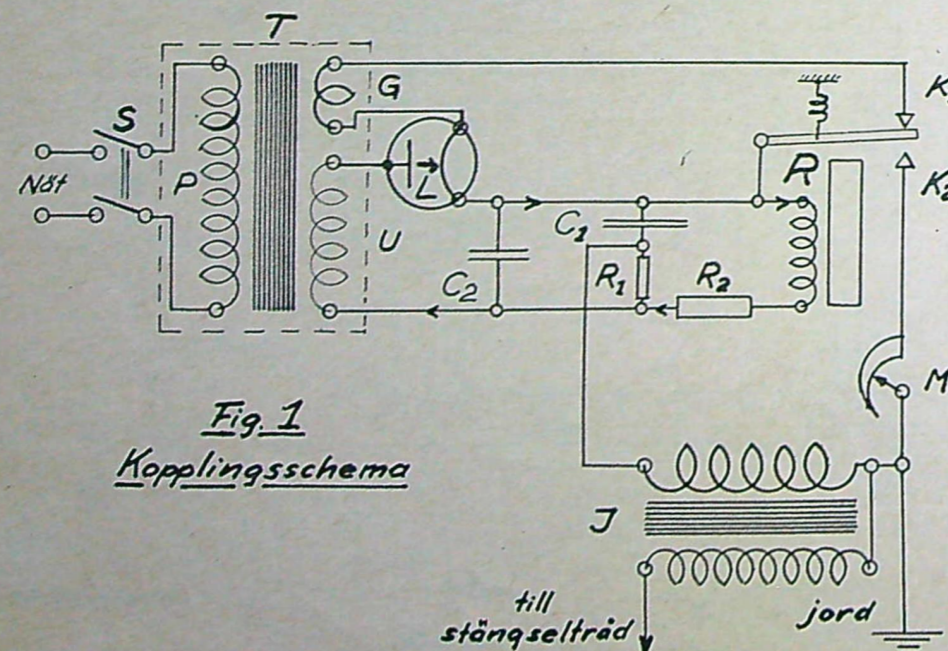 T
S
G
K
Nät
P
L
R
K2
U
C1
C2
R1
R2
M
Fig. 1
Kopplingsschema
J
till
stängseltråd
jord